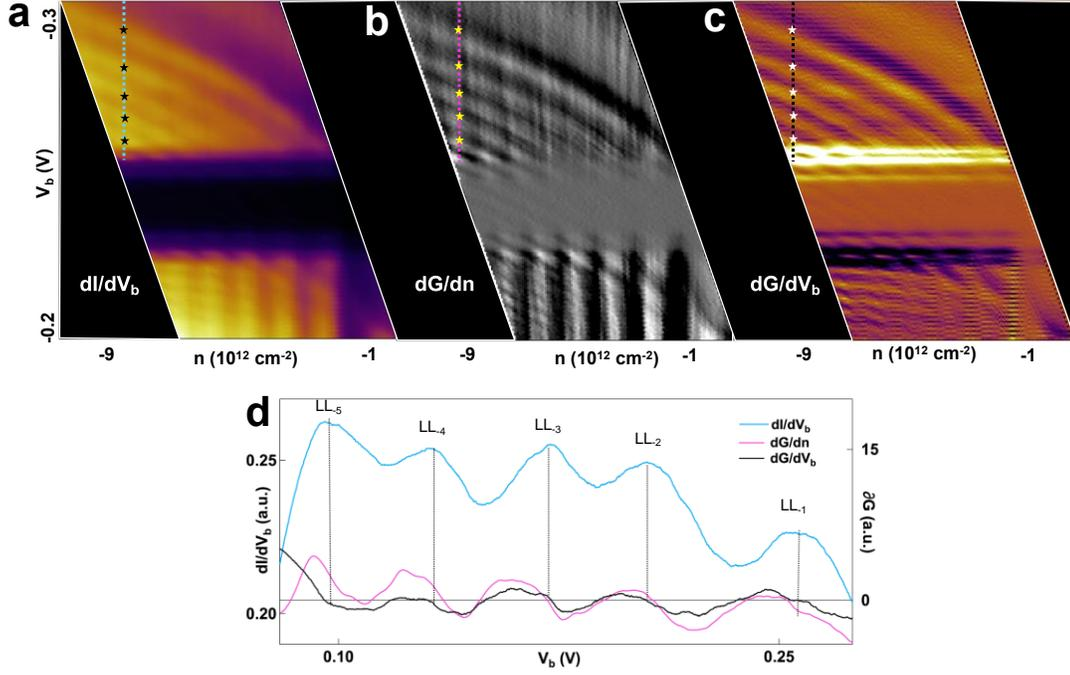 a
b
c
-0.3
V_b (V)
-0.2
dI/dV_b
dG/dn
dG/dV_b
-9
n (10^12 cm^-2)
-1
-9
n (10^12 cm^-2)
-1
-9
n (10^12 cm^-2)
-1
d
LL_-5
LL_-4
LL_-3
LL_-2
LL_-1
dI/dV_b
dG/dn
dG/dV_b
0.25
0.20
dI/dV_b (a.u.)
15
0
∂G (a.u.)
0.10
V_b (V)
0.25